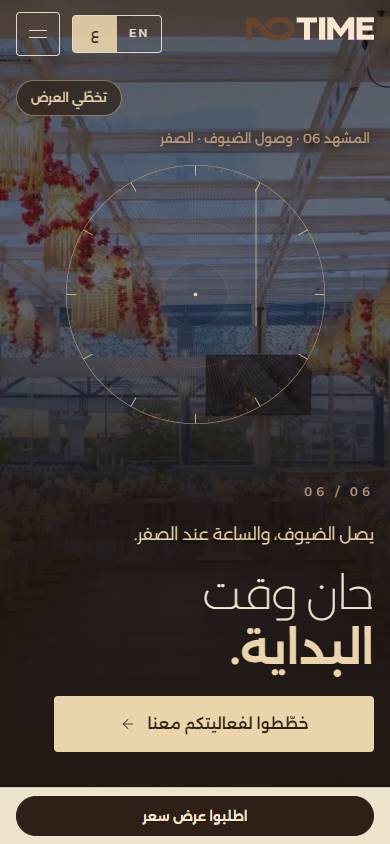 NOTIME
EN
ع
تخطّي العرض
المشهد 06 · وصول الضيوف · الصفر
06 / 06
يصل الضيوف، والساعة عند الصفر.
حان وقت
البداية.
خطّطوا لفعاليتكم معنا ←
اطلبوا عرض سعر